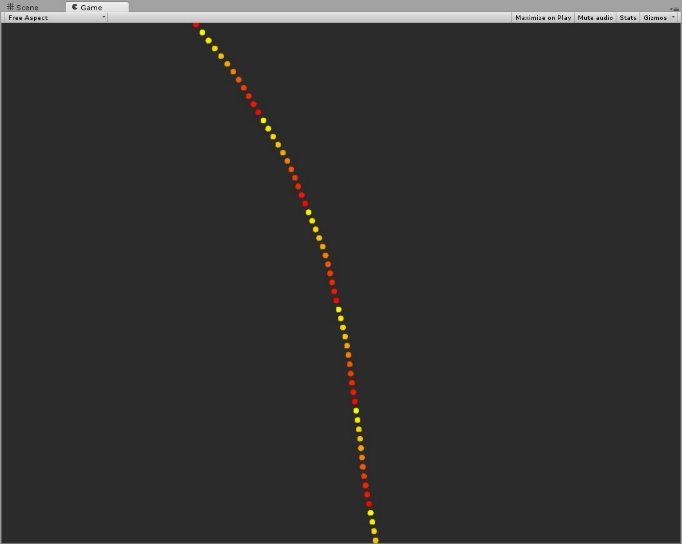 Scene
Game
Free Aspect
Maximize on Play
Mute audio
Stats
Gizmos